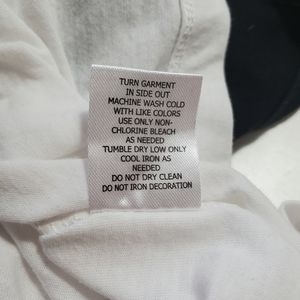 TURN GARMENT
IN SIDE OUT
MACHINE WASH COLD
WITH LIKE COLORS
USE ONLY NON-
CHLORINE BLEACH
AS NEEDED
TUMBLE DRY LOW ONLY
COOL IRON AS
NEEDED
DO NOT DRY CLEAN
DO NOT IRON DECORATION